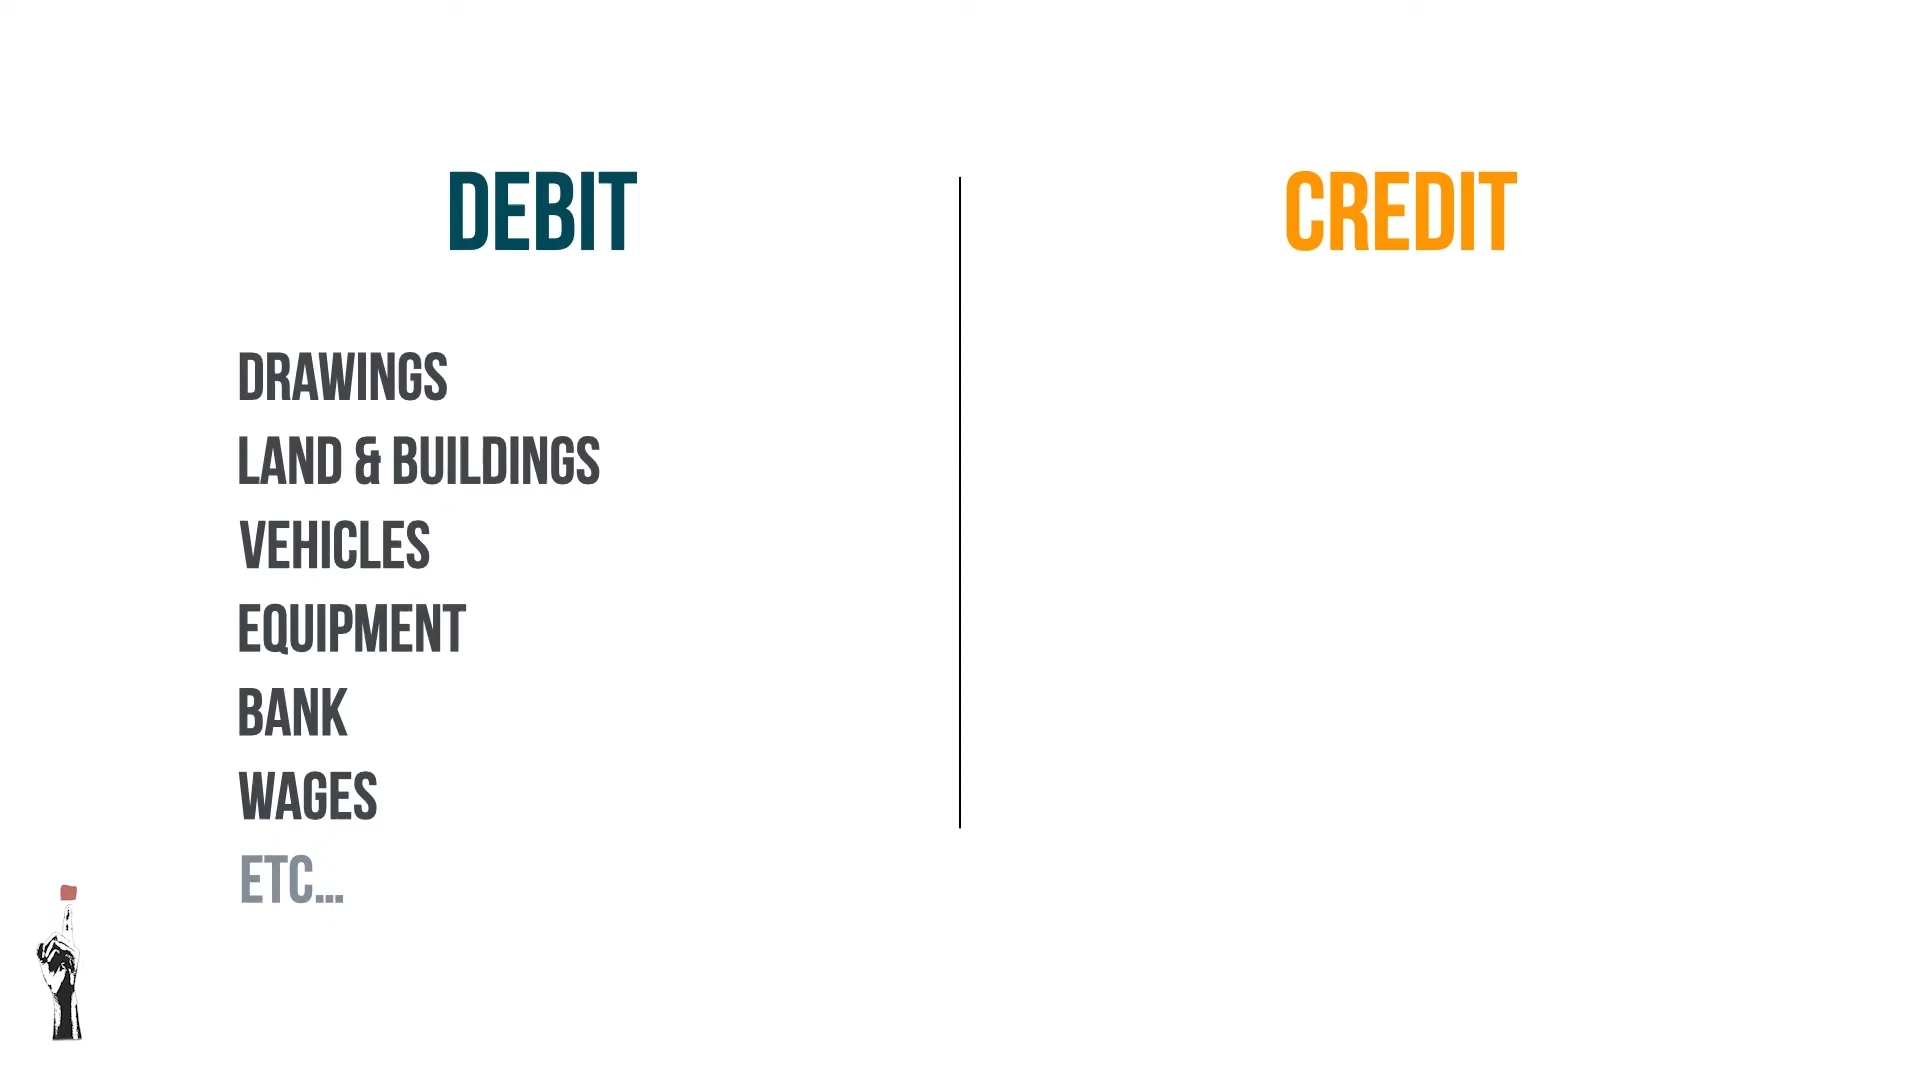 DEBIT
CREDIT
DRAWINGS
LAND & BUILDINGS
VEHICLES
EQUIPMENT
BANK
WAGES
ETC...